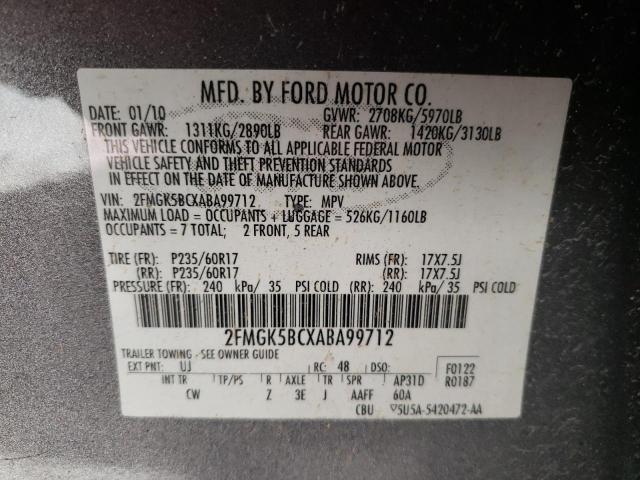 MFD. BY FORD MOTOR CO.
DATE: 01/10 GVWR: 2708KG/5970LB
FRONT GAWR: 1311KG/2890LB REAR GAWR: 1420KG/3130LB
THIS VEHICLE CONFORMS TO ALL APPLICABLE FEDERAL MOTOR
VEHICLE SAFETY AND THEFT PREVENTION STANDARDS
IN EFFECT ON THE DATE OF MANUFACTURE SHOWN ABOVE.
VIN: 2FMGK5BCXABA99712 TYPE: MPV
MAXIMUM LOAD = OCCUPANTS + LUGGAGE = 526KG/1160LB
OCCUPANTS = 7 TOTAL; 2 FRONT, 5 REAR
TIRE (FR): P235/60R17 RIMS (FR): 17X7.5J
(RR): P235/60R17 (RR): 17X7.5J
PRESSURE (FR): 240 kPa/ 35 PSI COLD (RR): 240 kPa/ 35 PSI COLD
2FMGK5BCXABA99712
TRAILER TOWING - SEE OWNER GUIDE
EXT PNT: UJ RC: 48 DSO: F0122
R0187
INT TR TP/PS R AXLE TR SPR AP31D
CW Z 3E J AAFF 60A
CBU ▽5U5A-5420472-AA